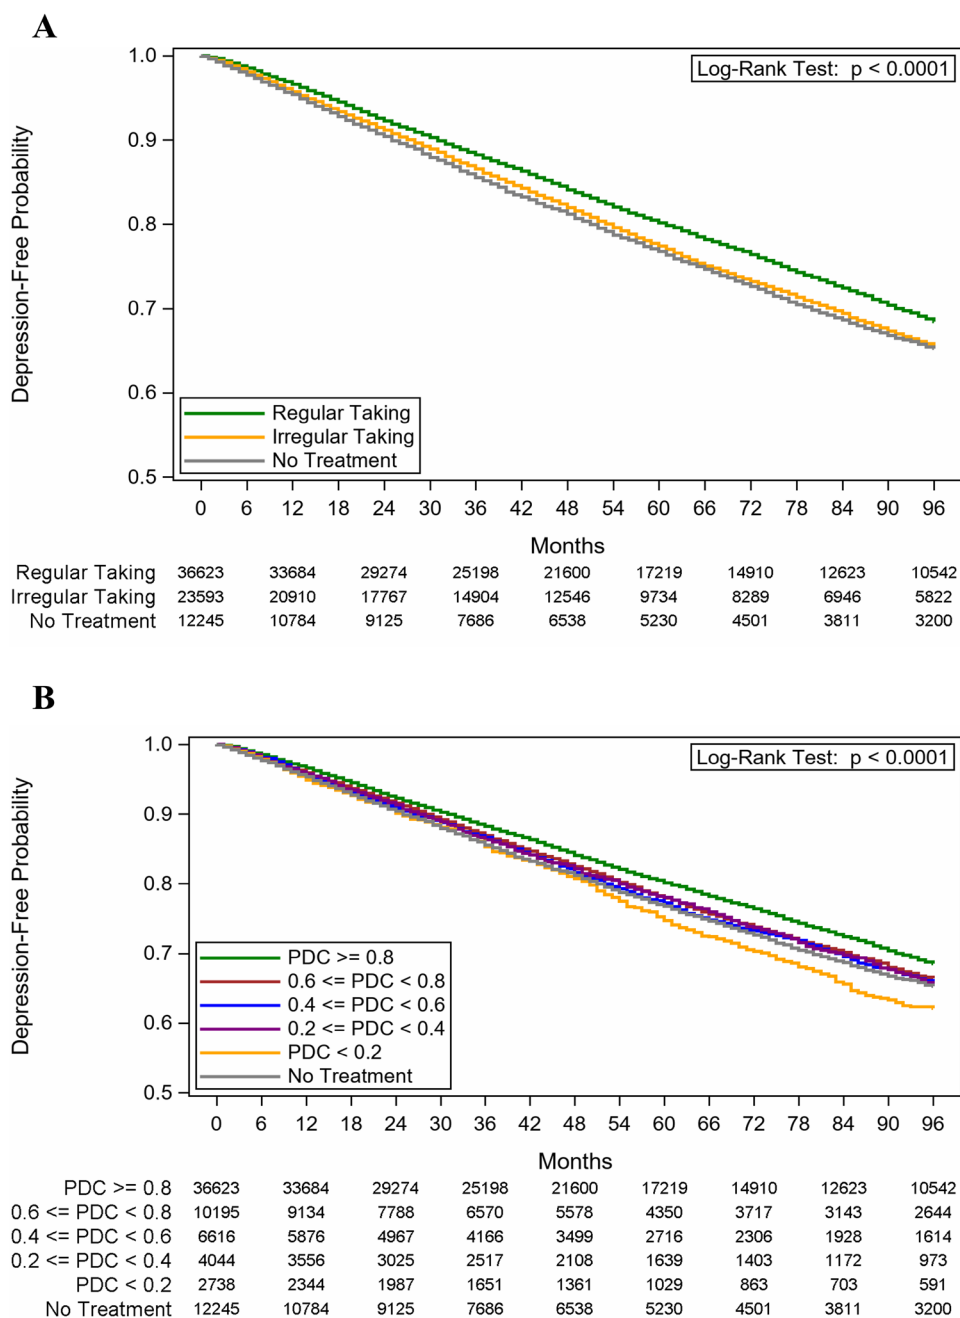 A
Log-Rank Test: p < 0.0001
Depression-Free Probability
1.0
0.9
0.8
0.7
0.6
0.5
Regular Taking
Irregular Taking
No Treatment
0 6 12 18 24 30 36 42 48 54 60 66 72 78 84 90 96
Months
Regular Taking 36623 33684 29274 25198 21600 17219 14910 12623 10542
Irregular Taking 23593 20910 17767 14904 12546 9734 8289 6946 5822
No Treatment 12245 10784 9125 7686 6538 5230 4501 3811 3200
B
Log-Rank Test: p < 0.0001
Depression-Free Probability
1.0
0.9
0.8
0.7
0.6
0.5
PDC >= 0.8
0.6 <= PDC < 0.8
0.4 <= PDC < 0.6
0.2 <= PDC < 0.4
PDC < 0.2
No Treatment
0 6 12 18 24 30 36 42 48 54 60 66 72 78 84 90 96
Months
PDC >= 0.8 36623 33684 29274 25198 21600 17219 14910 12623 10542
0.6 <= PDC < 0.8 10195 9134 7788 6570 5578 4350 3717 3143 2644
0.4 <= PDC < 0.6 6616 5876 4967 4166 3499 2716 2306 1928 1614
0.2 <= PDC < 0.4 4044 3556 3025 2517 2108 1639 1403 1172 973
PDC < 0.2 2738 2344 1987 1651 1361 1029 863 703 591
No Treatment 12245 10784 9125 7686 6538 5230 4501 3811 3200